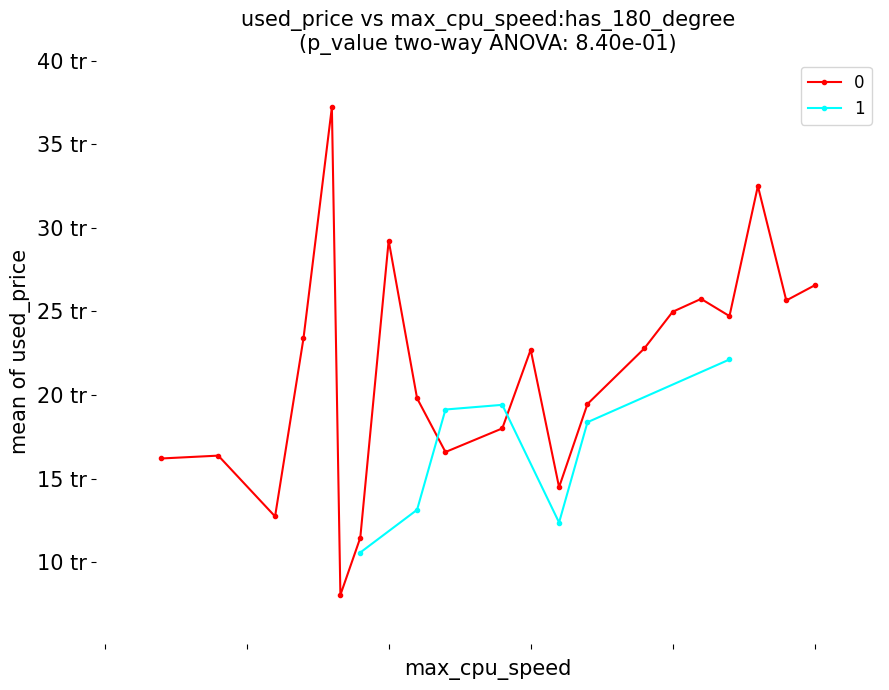 used_price vs max_cpu_speed:has_180_degree
(p_value two-way ANOVA: 8.40e-01)
40 tr
35 tr
30 tr
25 tr
20 tr
15 tr
10 tr
mean of used_price
max_cpu_speed
0
1